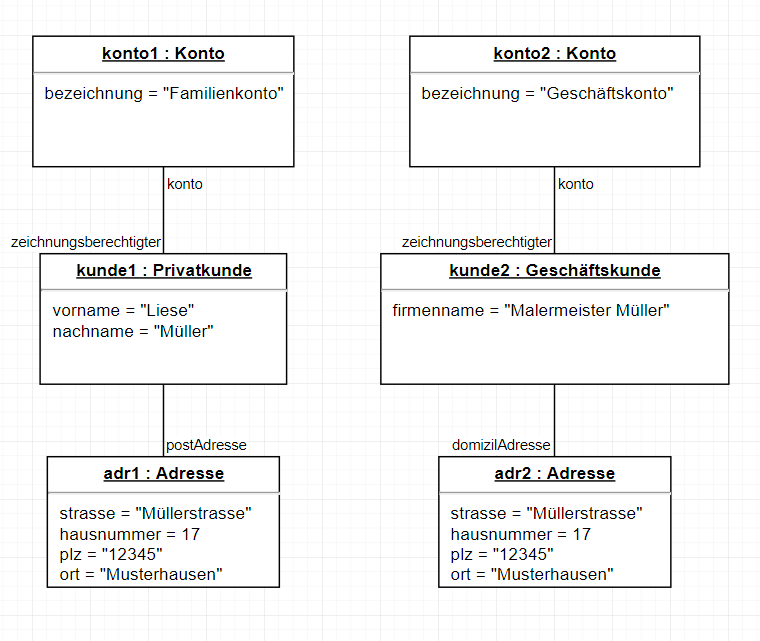 konto1 : Konto
bezeichnung = "Familienkonto"
konto
zeichnungsberechtigter
kunde1 : Privatkunde
vorname = "Liese"
nachname = "Müller"
postAdresse
adr1 : Adresse
strasse = "Müllerstrasse"
hausnummer = 17
plz = "12345"
ort = "Musterhausen"
konto2 : Konto
bezeichnung = "Geschäftskonto"
konto
zeichnungsberechtigter
kunde2 : Geschäftskunde
firmenname = "Malermeister Müller"
domizilAdresse
adr2 : Adresse
strasse = "Müllerstrasse"
hausnummer = 17
plz = "12345"
ort = "Musterhausen"